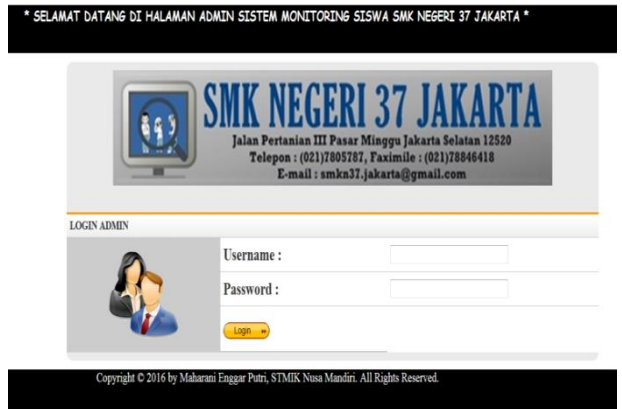 * SELAMAT DATANG DI HALAMAN ADMIN SISTEM MONITORING SISWA SMK NEGERI 37 JAKARTA *
SMK NEGERI 37 JAKARTA
Jalan Pertanian III Pasar Minggu Jakarta Selatan 12520
Telepon : (021)7805787, Faximile : (021)78846418
E-mail : smkn37.jakarta@gmail.com
LOGIN ADMIN
Username :
Password :
Login »
Copyright © 2016 by Maharani Enggar Putri, STMIK Nusa Mandiri. All Rights Reserved.